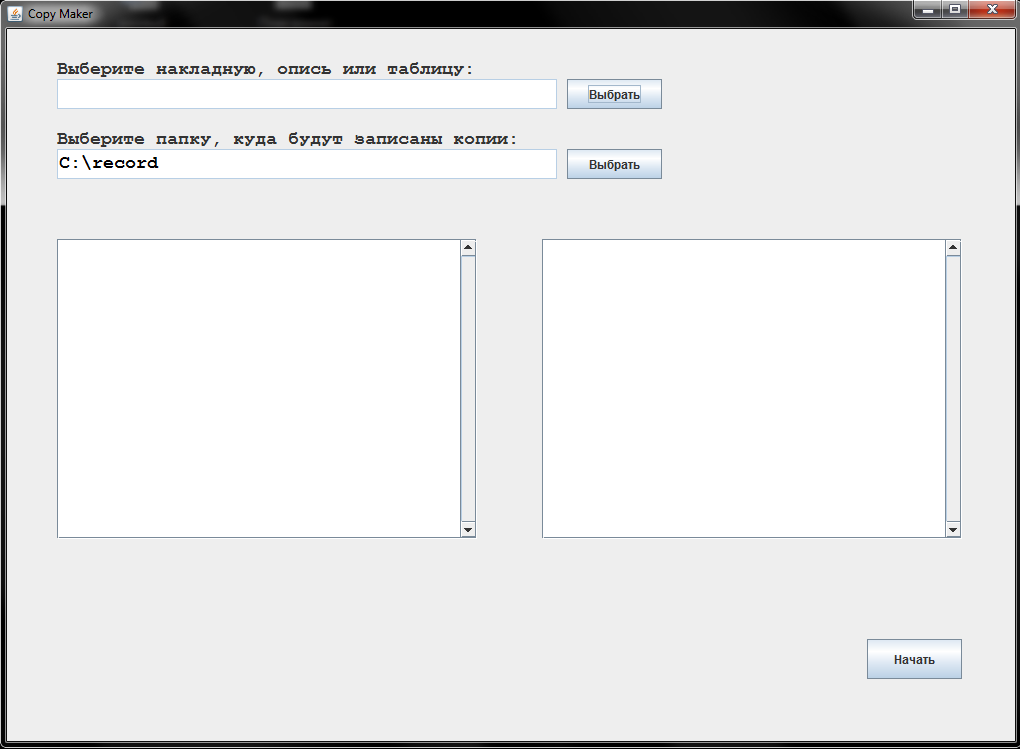 Copy Maker
Выберите накладную, опись или таблицу:
Выбрать
Выберите папку, куда будут записаны копии:
C:\record
Выбрать
Начать